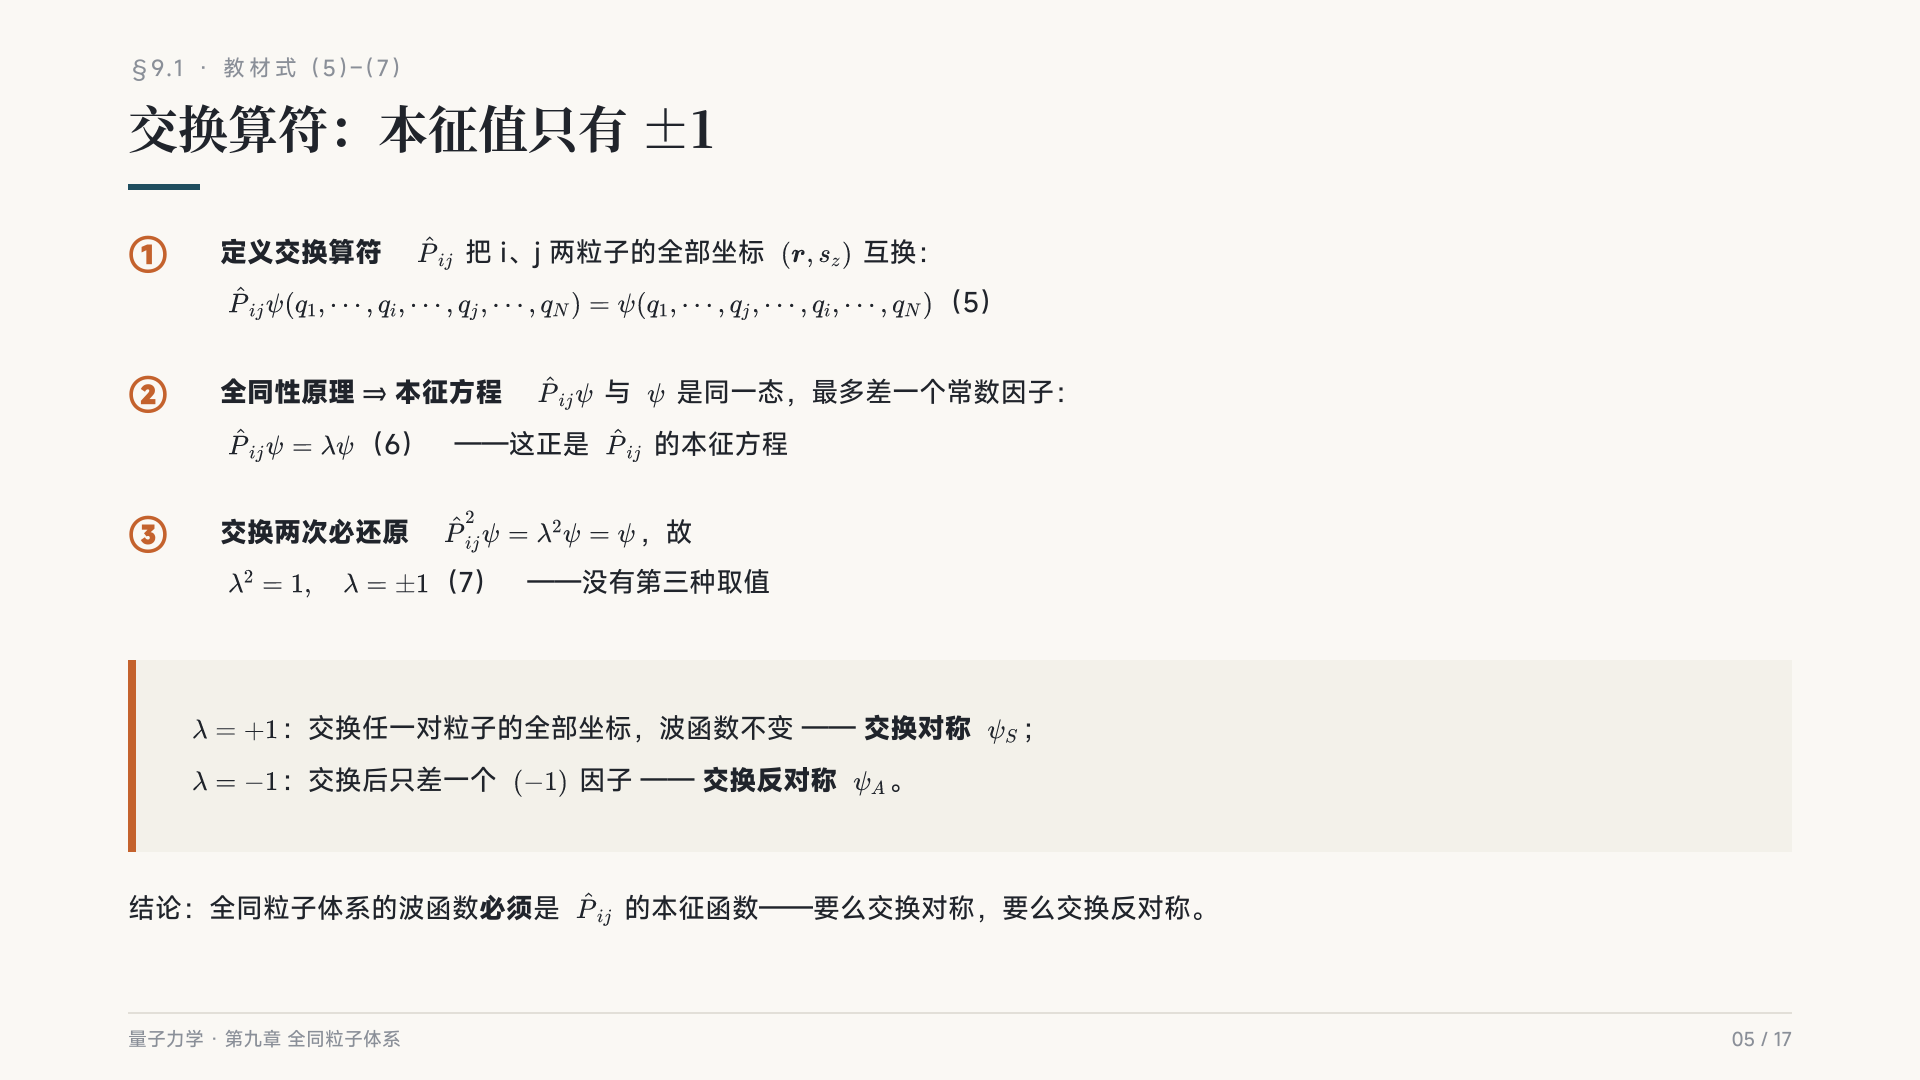 §9.1 · 教材式 (5)–(7)
交换算符：本征值只有 ±1
① 定义交换算符 P̂ᵢⱼ 把 i、j 两粒子的全部坐标 (r, s_z) 互换：
P̂ᵢⱼψ(q₁, ⋯, qᵢ, ⋯, qⱼ, ⋯, q_N) = ψ(q₁, ⋯, qⱼ, ⋯, qᵢ, ⋯, q_N)（5）
② 全同性原理 ⇒ 本征方程 P̂ᵢⱼψ 与 ψ 是同一态，最多差一个常数因子：
P̂ᵢⱼψ = λψ（6） ——这正是 P̂ᵢⱼ 的本征方程
③ 交换两次必还原 P̂ᵢⱼ²ψ = λ²ψ = ψ，故
λ² = 1, λ = ±1（7） ——没有第三种取值
λ = +1：交换任一对粒子的全部坐标，波函数不变 —— 交换对称 ψ_S；
λ = −1：交换后只差一个 (−1) 因子 —— 交换反对称 ψ_A。
结论：全同粒子体系的波函数必须是 P̂ᵢⱼ 的本征函数——要么交换对称，要么交换反对称。
量子力学 · 第九章 全同粒子体系
05 / 17